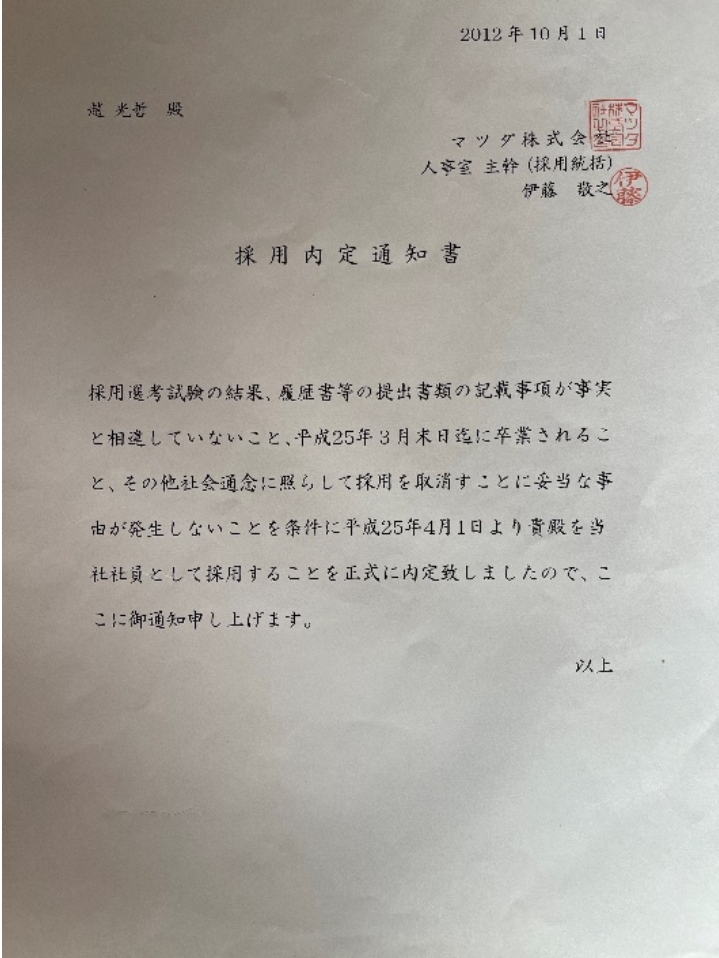 2012年10月1日
趙 光哲 殿
マツダ株式会社
人事室 主幹 (採用統括)
伊藤 敬之
伊藤
採用内定通知書
採用選考試験の結果、履歴書等の提出書類の記載事項が事実
と相違していないこと、平成25年3月末日迄に卒業されるこ
と、その他社会通念に照らして採用を取消すことに妥当な事
由が発生しないことを条件に平成25年4月1日より貴殿を当
社社員として採用することを正式に内定致しましたので、こ
こに御通知申し上げます。
以上